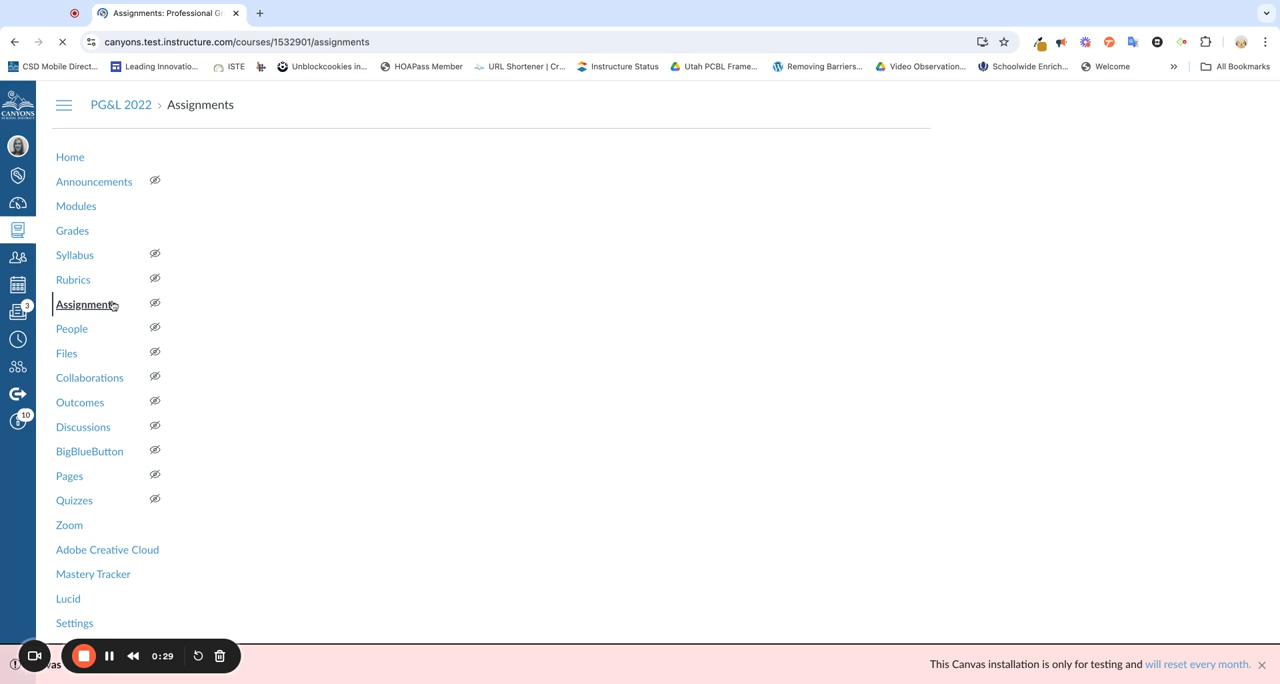 Assignments: Professional Gr
canyons.test.instructure.com/courses/1532901/assignments
CSD Mobile Direct... Leading Innovatio... ISTE Unblockcookies in... HOAPass Member URL Shortener | Cr... Instructure Status Utah PCBL Frame... Removing Barriers... Video Observation... Schoolwide Enrich... Welcome » All Bookmarks
CANYONS
PG&L 2022 › Assignments
Home
Announcements
Modules
Grades
Syllabus
Rubrics
Assignments
3
People
Files
Collaborations
Outcomes
10
Discussions
BigBlueButton
Pages
Quizzes
Zoom
Adobe Creative Cloud
Mastery Tracker
Lucid
Settings
0:29
This Canvas installation is only for testing and will reset every month.